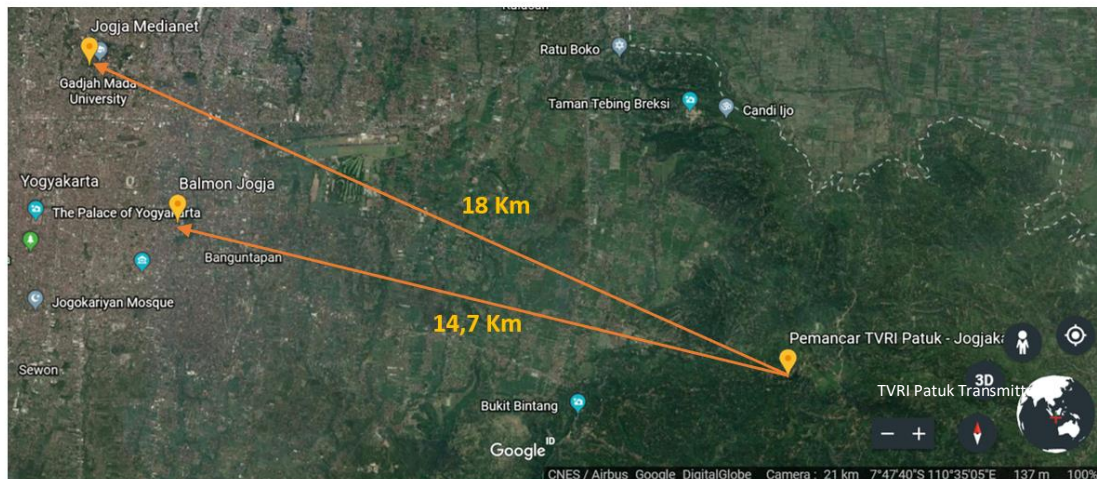 Jogja Medianet
Ratu Boko
Gadjah Mada
University
Taman Tebing Breksi
Candi Ijo
Yogyakarta
Balmon Jogja
The Palace of Yogyakarta
18 Km
Banguntapan
Jogokariyan Mosque
14,7 Km
Pemancar TVRI Patuk - Jogjaka
Sewon
3D
TVRI Patuk Transmitt
Bukit Bintang
Google
ID
CNES / Airbus Google DigitalGlobe Camera : 21 km 7°47'40"S 110°35'05"E 137 m 100%